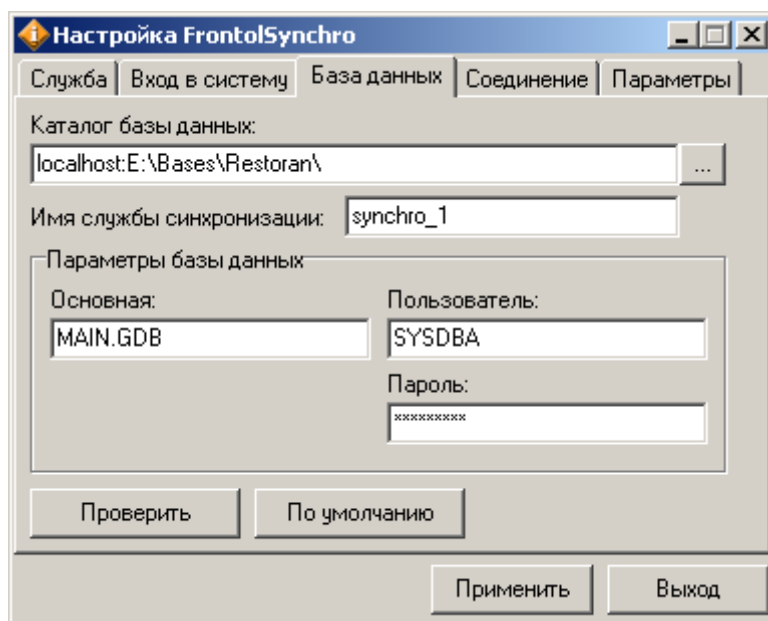 Настройка FrontolSynchro
Служба Вход в систему База данных Соединение Параметры
Каталог базы данных:
localhost:E:\Bases\Restoran\ ...
Имя службы синхронизации: synchro_1
Параметры базы данных
Основная: Пользователь:
MAIN.GDB SYSDBA
Пароль:
*********
Проверить По умолчанию
Применить Выход